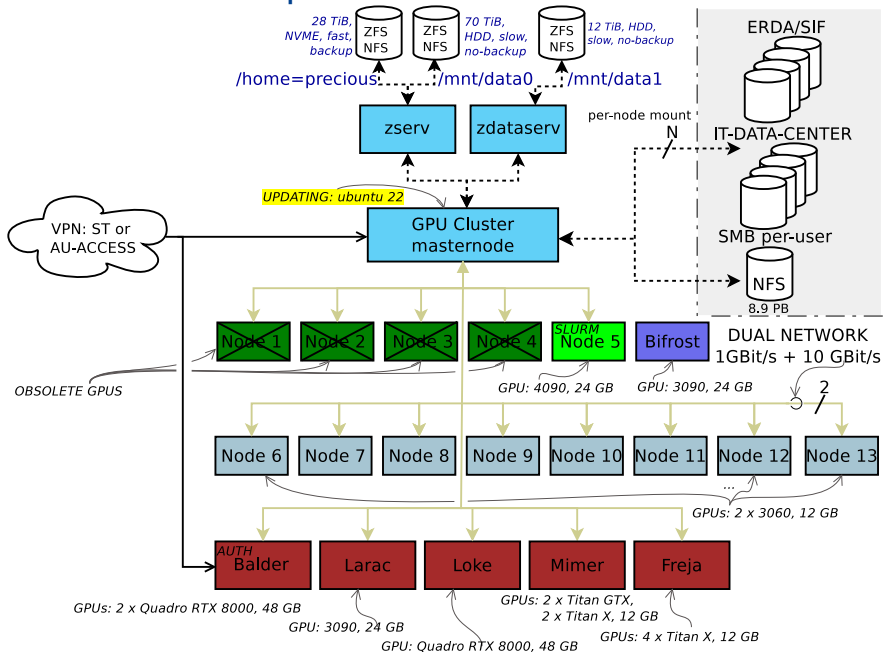 28 TiB,
NVME, fast,
backup
ZFS
NFS
ZFS
NFS
70 TiB,
HDD, slow,
no-backup
ZFS
NFS
12 TiB, HDD,
slow, no-backup
/home=precious
/mnt/data0
/mnt/data1
ERDA/SIF
zserv
zdataserv
per-node mount
N
IT-DATA-CENTER
UPDATING: ubuntu 22
VPN: ST or
AU-ACCESS
GPU Cluster
masternode
SMB per-user
NFS
8.9 PB
Node 1
Node 2
Node 3
Node 4
SLURM
Node 5
Bifrost
DUAL NETWORK
1GBit/s + 10 GBit/s
OBSOLETE GPUS
GPU: 4090, 24 GB
GPU: 3090, 24 GB
2
Node 6
Node 7
Node 8
Node 9
Node 10
Node 11
Node 12
Node 13
...
GPUs: 2 x 3060, 12 GB
AUTH
Balder
Larac
Loke
Mimer
Freja
GPUs: 2 x Quadro RTX 8000, 48 GB
GPU: 3090, 24 GB
GPU: Quadro RTX 8000, 48 GB
GPUs: 2 x Titan GTX,
2 x Titan X, 12 GB
GPUs: 4 x Titan X, 12 GB